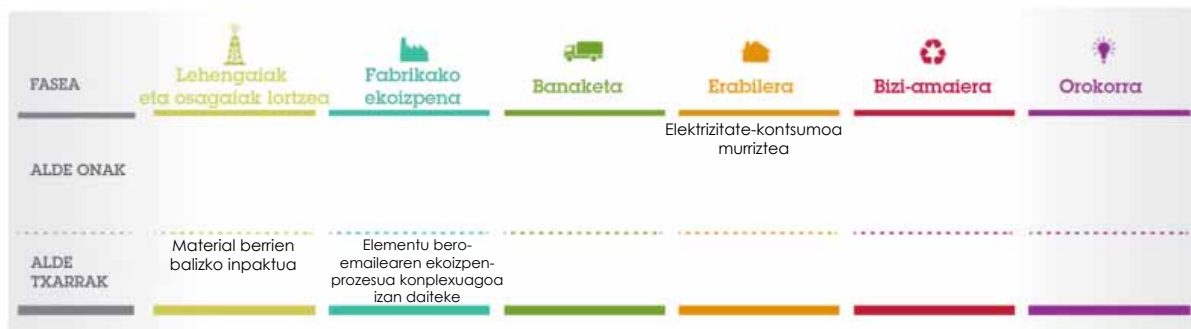 FASEA
Lehengaiak
eta osagaiak lortzea
Fabrikako
ekoizpena
Banaketa
Erabilera
Bizi-amaiera
Orokorra
ALDE ONAK
Elektrizitate-kontsumoa
murriztea
ALDE
TXARRAK
Material berrien
balizko inpaktua
Elementu bero-
emailearen ekoizpen-
prozesua konplexuagoa
izan daiteke